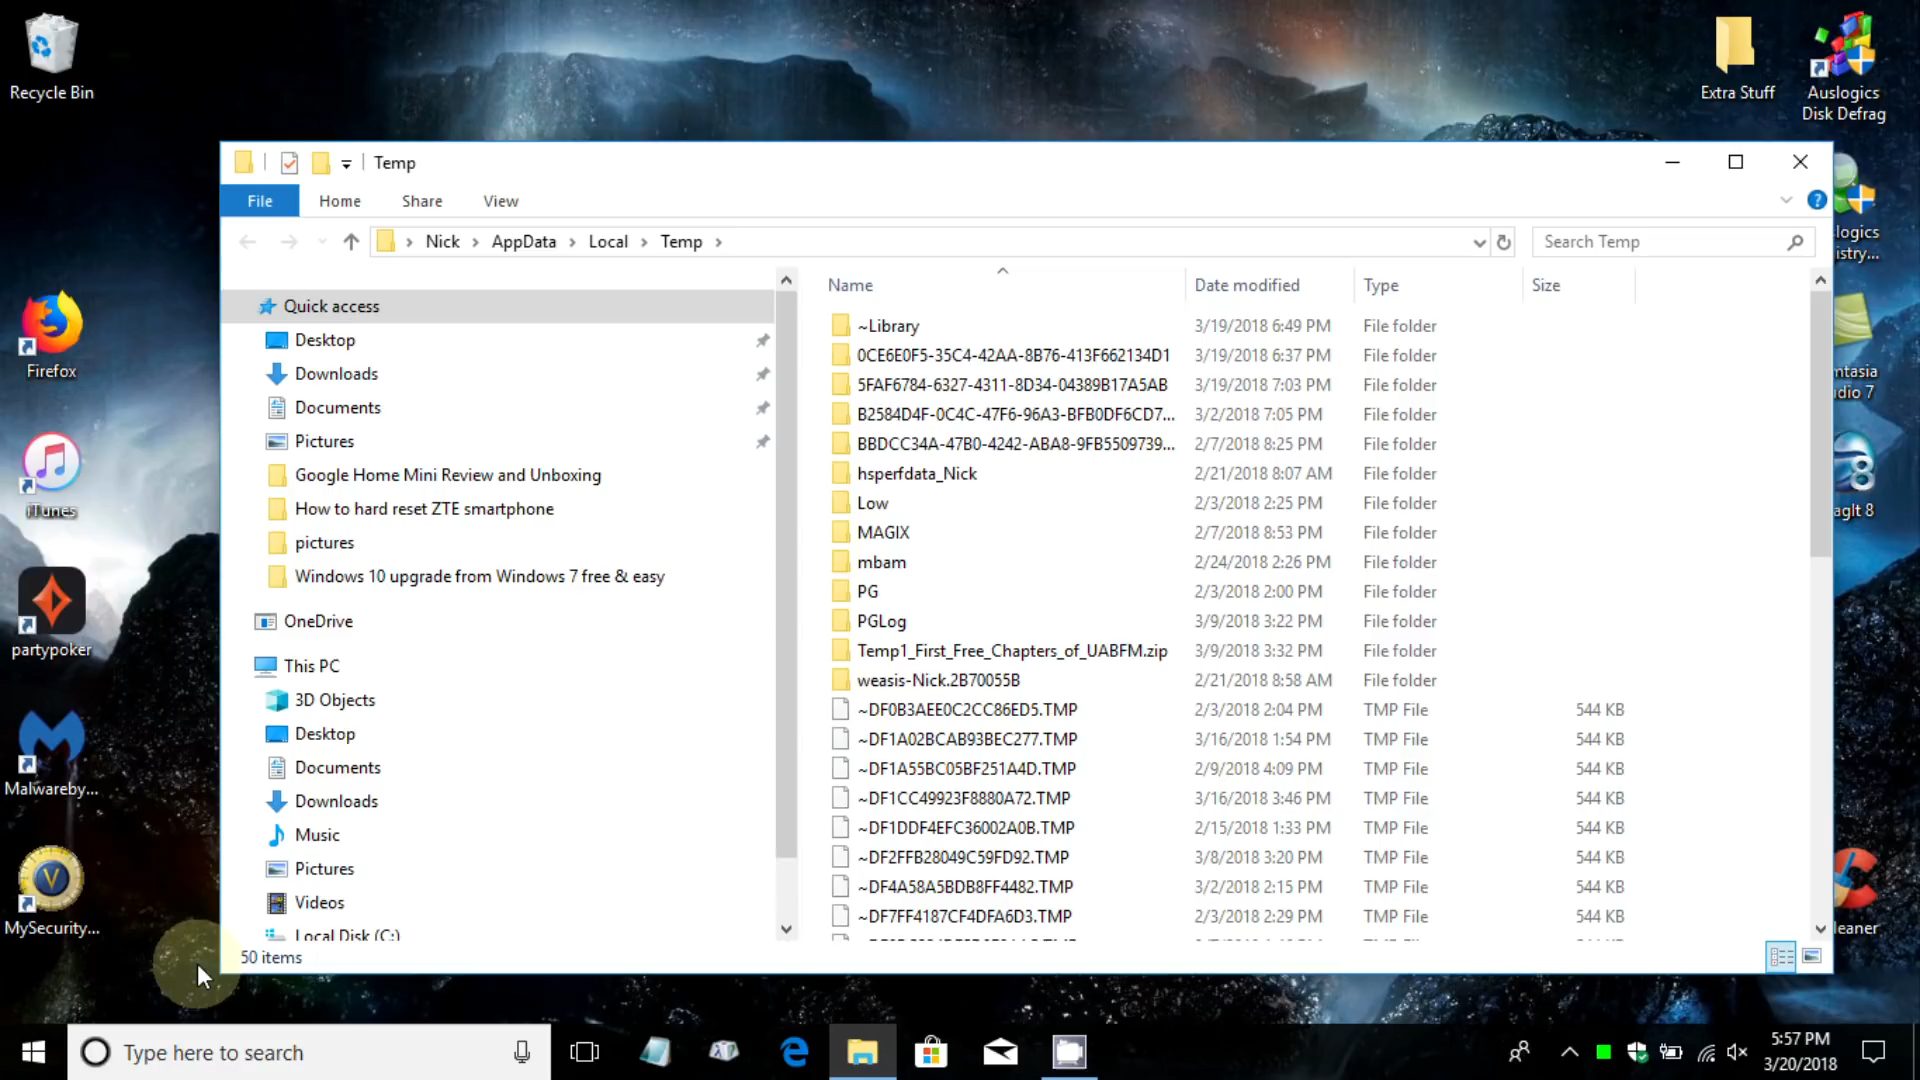 Recycle Bin
Extra Stuff
Auslogics
Disk Defrag
Temp
File
Home
Share
View
logics
istry...
Nick
AppData
Local
Temp
Search Temp
Quick access
Desktop
Downloads
Documents
Pictures
Google Home Mini Review and Unboxing
How to hard reset ZTE smartphone
pictures
Windows 10 upgrade from Windows 7 free & easy
OneDrive
This PC
3D Objects
Desktop
Documents
Downloads
Music
Pictures
Videos
Local Disk (C:)
Name Date modified Type Size
~Library 3/19/2018 6:49 PM File folder
0CE6E0F5-35C4-42AA-8B76-413F662134D1 3/19/2018 6:37 PM File folder
5FAF6784-6327-4311-8D34-04389B17A5AB 3/19/2018 7:03 PM File folder
B2584D4F-0C4C-47F6-96A3-BFB0DF6CD7... 3/2/2018 7:05 PM File folder
BBDCC34A-47B0-4242-ABA8-9FB5509739... 2/7/2018 8:25 PM File folder
hsperfdata_Nick 2/21/2018 8:07 AM File folder
Low 2/3/2018 2:25 PM File folder
MAGIX 2/7/2018 8:53 PM File folder
mbam 2/24/2018 2:26 PM File folder
PG 2/3/2018 2:00 PM File folder
PGLog 3/9/2018 3:22 PM File folder
Temp1_First_Free_Chapters_of_UABFM.zip 3/9/2018 3:32 PM File folder
weasis-Nick.2B70055B 2/21/2018 8:58 AM File folder
~DF0B3AEE0C2CC86ED5.TMP 2/3/2018 2:04 PM TMP File 544 KB
~DF1A02BCAB93BEC277.TMP 3/16/2018 1:54 PM TMP File 544 KB
~DF1A55BC05BF251A4D.TMP 2/9/2018 4:09 PM TMP File 544 KB
~DF1CC49923F8880A72.TMP 3/16/2018 3:46 PM TMP File 544 KB
~DF1DDF4EFC36002A0B.TMP 2/15/2018 1:33 PM TMP File 544 KB
~DF2FFB28049C59FD92.TMP 3/8/2018 3:20 PM TMP File 544 KB
~DF4A58A5BDB8FF4482.TMP 3/2/2018 2:15 PM TMP File 544 KB
~DF7FF4187CF4DFA6D3.TMP 2/3/2018 2:29 PM TMP File 544 KB
50 items
Firefox
iTunes
partypoker
Malwareby...
MySecurity...
ntasia
dio 7
agIt 8
leaner
Type here to search
5:57 PM
3/20/2018